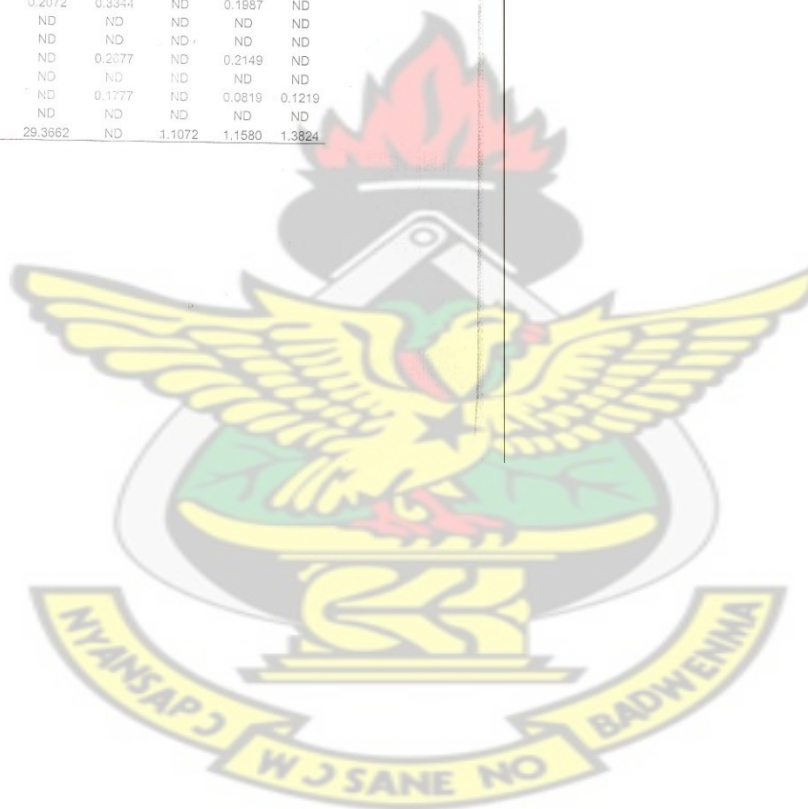 0.2072 0.3344 ND 0.1987 ND
ND ND ND ND ND
ND ND ND ND ND
ND 0.2677 ND 0.2149 ND
ND ND ND ND ND
ND 0.1777 ND 0.0819 0.1219
ND ND ND ND ND
29.3662 ND 1.1072 1.1580 1.3824
NYANSAPƆ WƆSANE NO BADWENMA